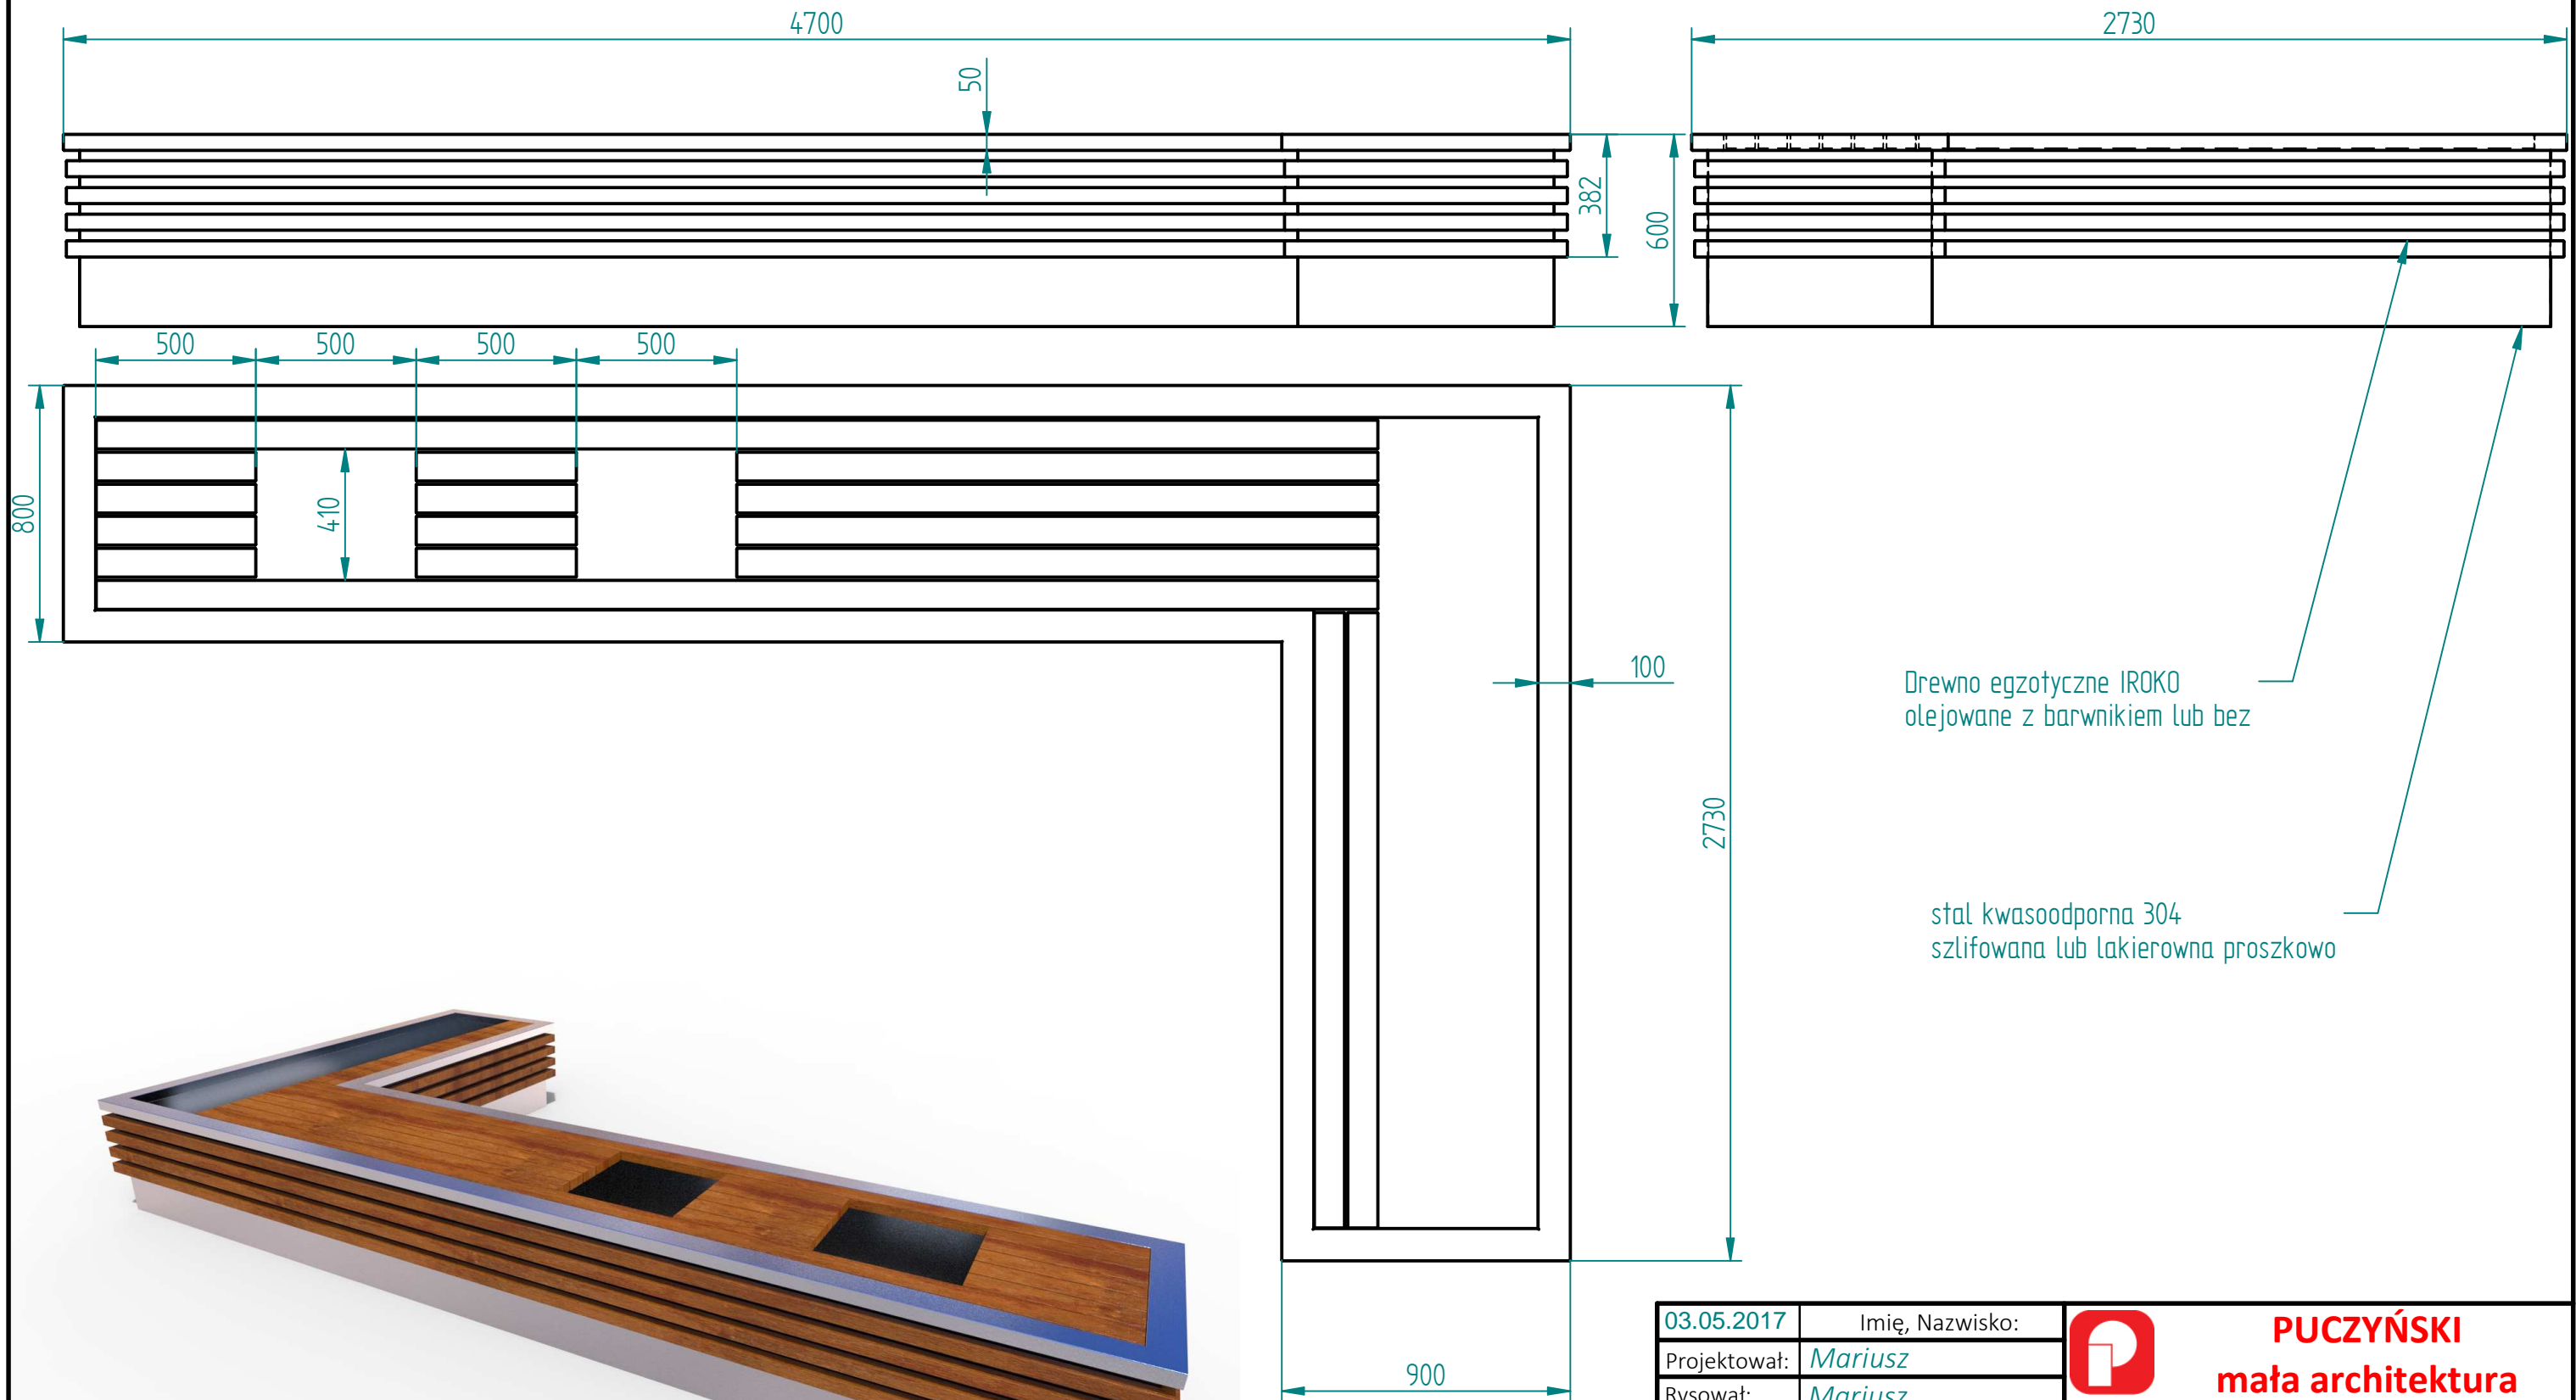 4700
2730
50
382
600
500 500 500 500
800
410
100
2730
900
Drewno egzotyczne IROKO
olejowane z barwnikiem lub bez
stal kwasoodporna 304
szlifowana lub lakierowna proszkowo
03.05.2017 Imię, Nazwisko:
Projektował: Mariusz
Rysował: Mariusz
PUCZYŃSKI
mała architektura